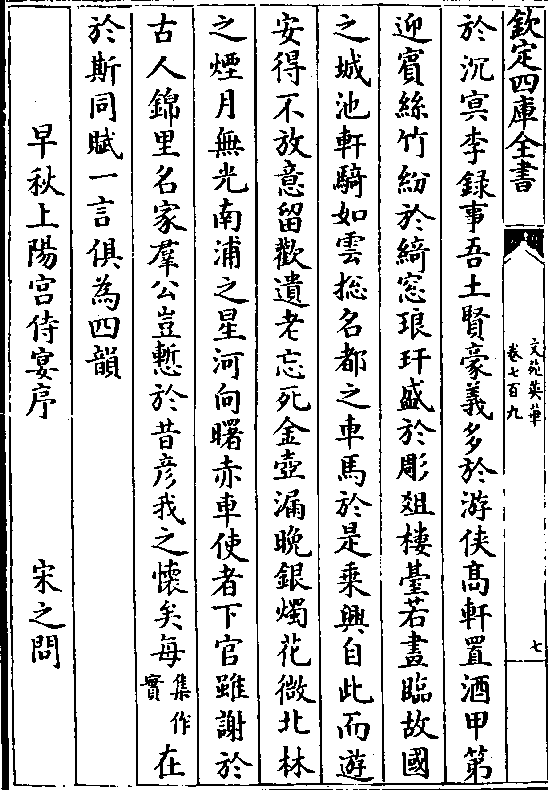 欽定四庫全書
文苑英華
卷七百九
七
於沉㝠李録事吾土賢豪義多於游俠髙軒置酒甲第
迎賓絲竹紛於綺窓琅玕盛於彫俎樓臺若畫臨故國
之城池軒騎如雲揔名都之車馬於是乘興自此而遊
安得不放意留歡遺老忘死金壺漏晚銀燭花微北林
之煙月無光南浦之星河向曙赤車使者下官雖謝於
古人錦里名家羣公豈慙於昔彦我之懷矣每集作實在
於斯同賦一言俱為四韻
早秋上陽宫侍宴序 宋之問